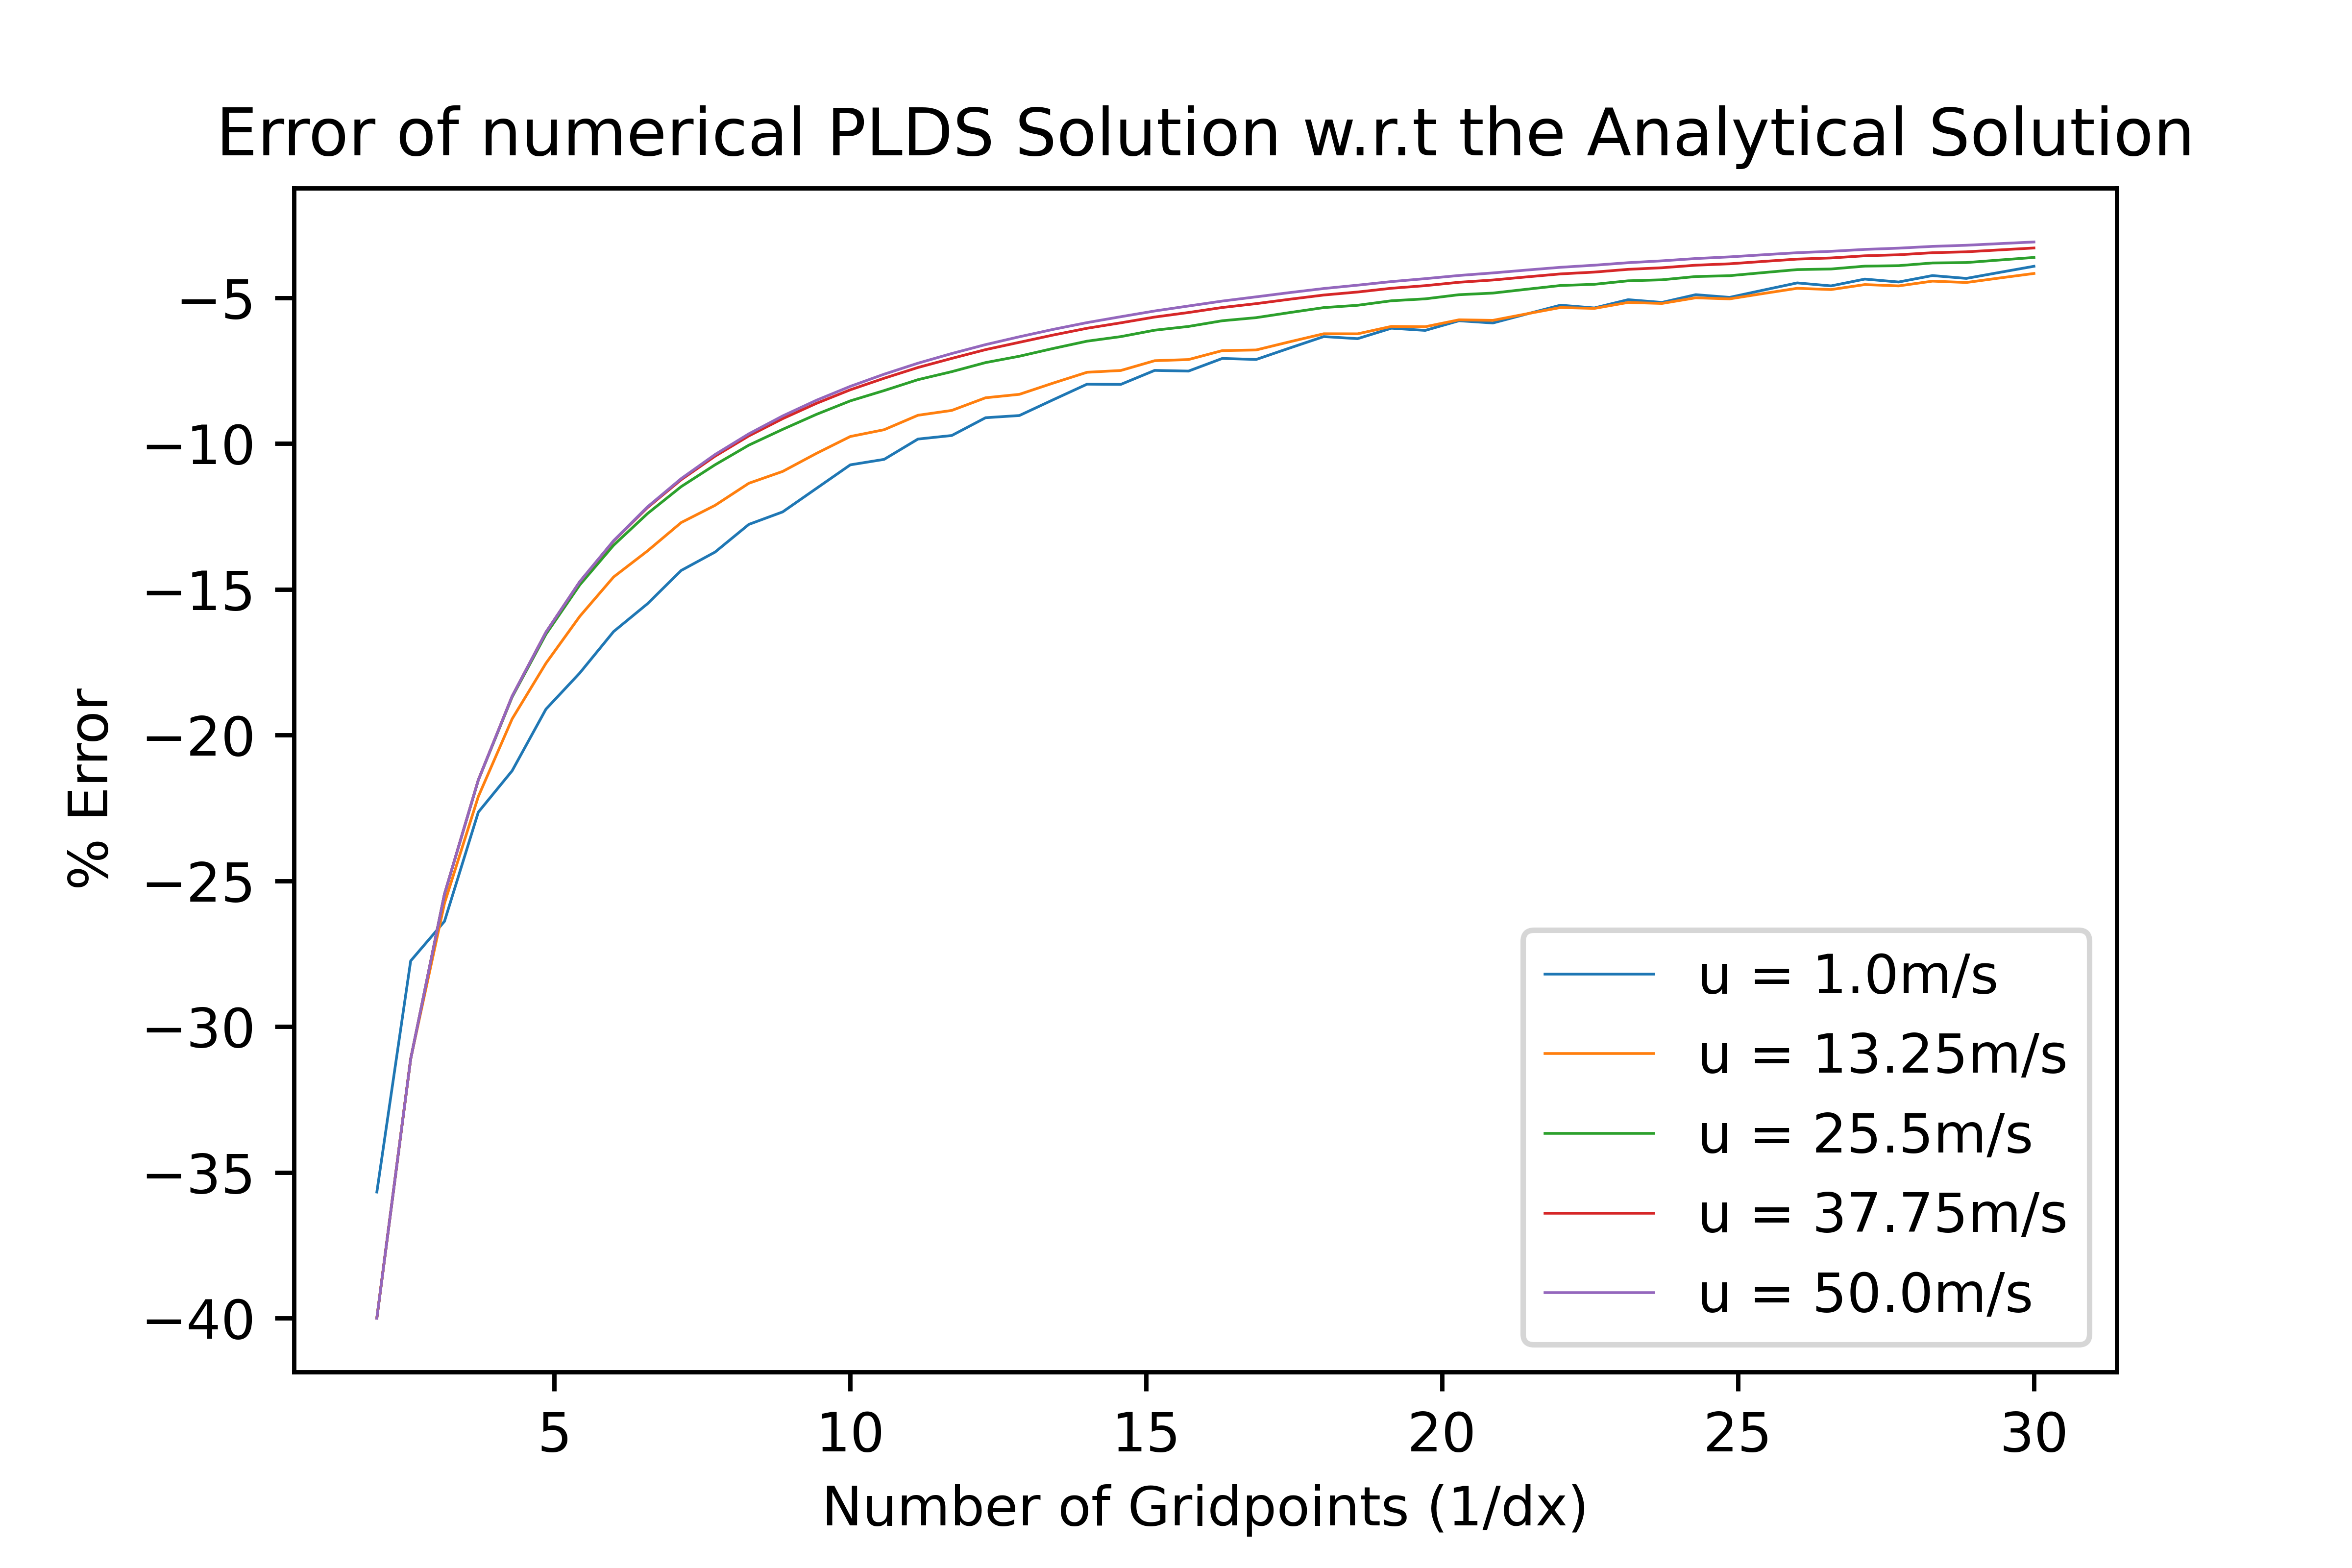 Error of numerical PLDS Solution w.r.t the Analytical Solution
% Error
−5
−10
−15
−20
−25
−30
−35
−40
u = 1.0m/s
u = 13.25m/s
u = 25.5m/s
u = 37.75m/s
u = 50.0m/s
5 10 15 20 25 30
Number of Gridpoints (1/dx)